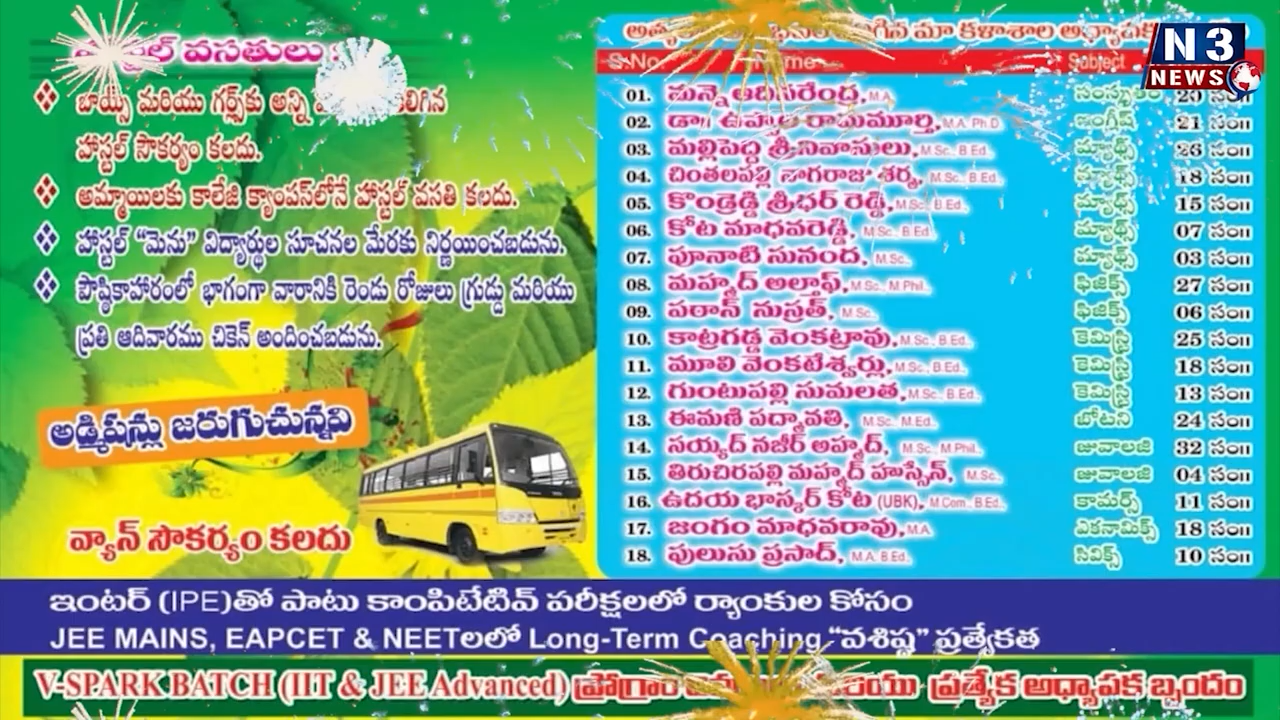 వసతులు :
❖ బాయ్స్ మరియు గర్ల్స్‌కు అన్ని కలిగిన
హాస్టల్ సౌకర్యం కలదు.
❖ అమ్మాయిలకు కాలేజి క్యాంపస్‌లోనే హాస్టల్ వసతి కలదు.
❖ హాస్టల్ "మెను" విద్యార్థుల సూచనల మేరకు నిర్ణయించబడును.
❖ పౌష్ఠికాహారంలో భాగంగా వారానికి రెండు రోజులు గ్రుడ్డు మరియు
ప్రతి ఆదివారము చికెన్ అందించబడును.
అడ్మిషన్లు జరుగుచున్నవి
వ్యాన్ సౌకర్యం కలదు
మా కళాశాల
S.No. Name Subject
01. M.A. సంస్కృతం 20 సం॥
02. డా॥ ఉప్పల రామమూర్తి, M.A. Ph.D ఇంగ్లీష్ 21 సం॥
03. మల్లిపెద్ది శ్రీనివాసులు, M.Sc., B.Ed. మ్యాథ్స్ 26 సం॥
04. చింతలపల్లి నాగరాజు శర్మ, M.Sc., B.Ed., మ్యాథ్స్ 18 సం॥
05. కొండ్రెడ్డి శ్రీధర్ రెడ్డి, M.Sc., B.Ed., మ్యాథ్స్ 15 సం॥
06. కోట మాధవరెడ్డి, M.Sc., B.Ed., మ్యాథ్స్ 07 సం॥
07. పూనాటి సునంద, M.Sc., మ్యాథ్స్ 03 సం॥
08. మహ్మద్ అల్తాఫ్, M.Sc., M.Phil., ఫిజిక్స్ 27 సం॥
09. పఠాన్ నుస్రత్, M.Sc., ఫిజిక్స్ 06 సం॥
10. కాట్రగడ్డ వెంకట్రావు, M.Sc., B.Ed., కెమిస్ట్రి 25 సం॥
11. మూలి వెంకటేశ్వర్లు, M.Sc., B.Ed., కెమిస్ట్రి 18 సం॥
12. గుంటుపల్లి సుమలత, M.Sc., B.Ed., కెమిస్ట్రి 13 సం॥
13. ఈమణి పద్మావతి, M.Sc., M.Ed., బోటని 24 సం॥
14. సయ్యద్ నజీర్ అహ్మద్, M.Sc., M.Phil., జువాలజి 32 సం॥
15. తిరుచిరపల్లి మహ్మద్ హుస్సేన్, M.Sc., జువాలజి 04 సం॥
16. ఉదయ భాస్కర్ కోట (UBK), M.Com., B.Ed., కామర్స్ 11 సం॥
17. జంగం మాధవరావు, M.A. ఎకనామిక్స్ 18 సం॥
18. పులుసు ప్రసాద్, M.A. B.Ed., సివిక్స్ 10 సం॥
N3
NEWS
ఇంటర్ (IPE)తో పాటు కాంపిటేటివ్ పరీక్షలలో ర్యాంకుల కోసం
JEE MAINS, EAPCET & NEETలలో Long-Term Coaching "వశిష్ఠ" ప్రత్యేకత
V-SPARK BATCH (IIT & JEE Advanced) ప్రోగ్రాం ప్రత్యేక అధ్యాపక బృందం